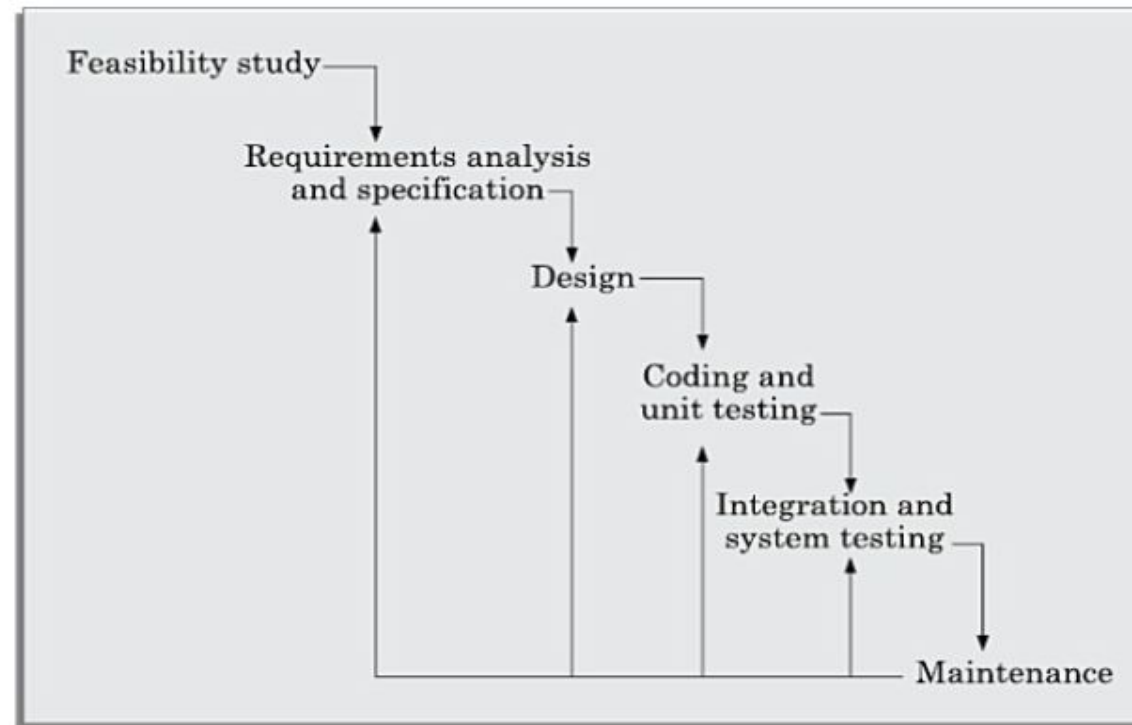 Feasibility study
Requirements analysis
and specification
Design
Coding and
unit testing
Integration and
system testing
Maintenance